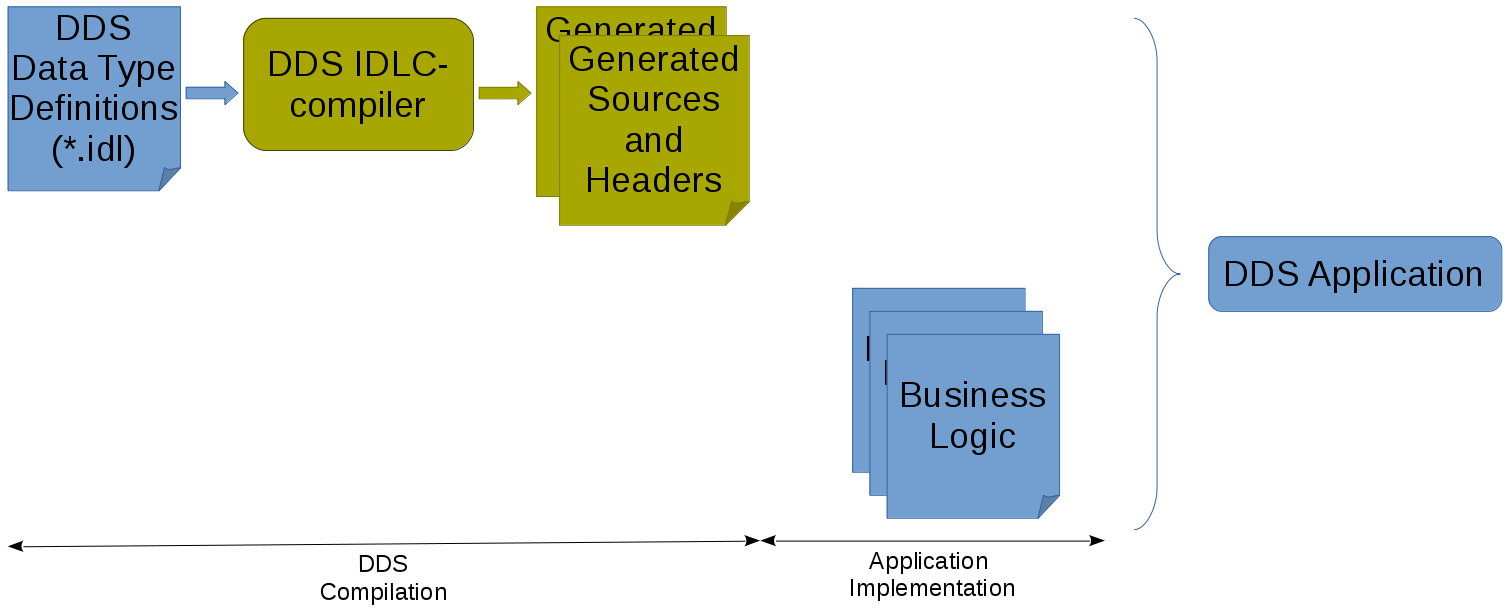 DDS
Data Type
Definitions
(*.idl)
DDS IDLC-
compiler
Generated
Generated
Sources
and
Headers
DDS Application
Business
Logic
DDS
Compilation
Application
Implementation